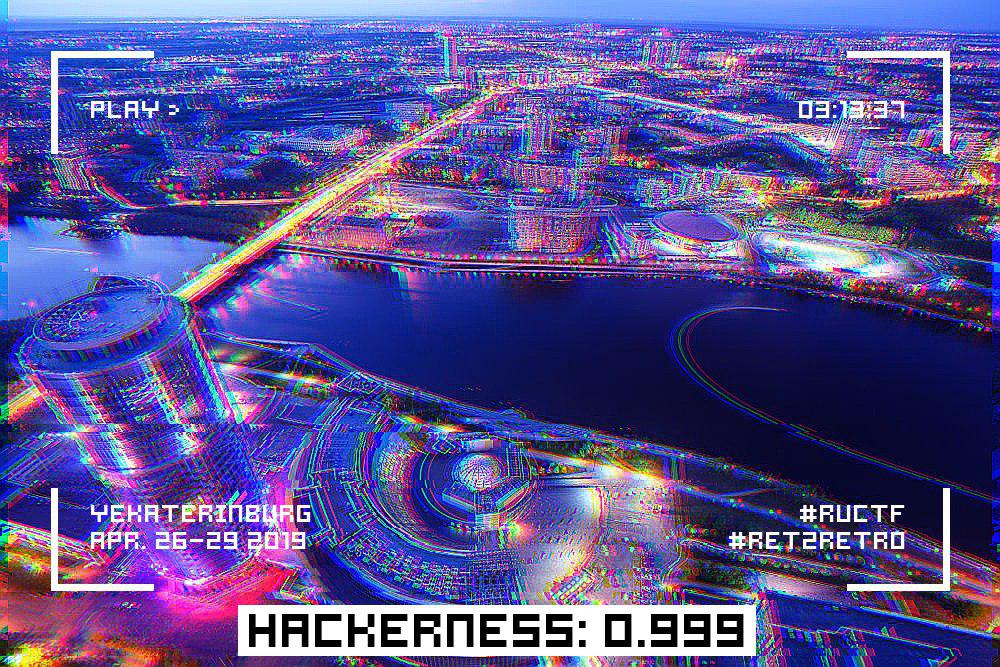 PLAY >
03:13:37
YEKATERINBURG
APR. 26-29 2019
#RUCTF
#RET2RETRO
HACKERNESS: 0.999